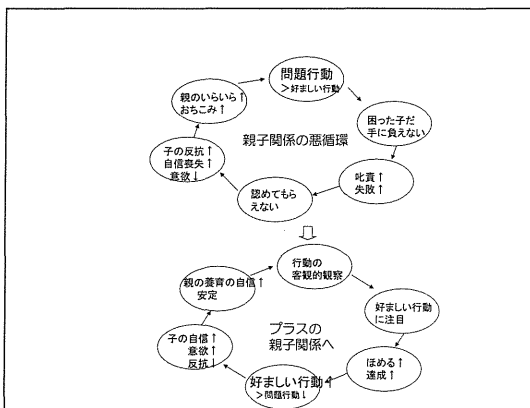 問題行動
＞好ましい行動
困った子だ
手に負えない
叱責↑
失敗↑
認めてもら
えない
子の反抗↑
自信喪失↑
意欲↓
親のいらいら↑
おちこみ↑
親子関係の悪循環
行動の
客観的観察
好ましい行動
に注目
ほめる↑
達成↑
好ましい行動↑
＞問題行動↓
子の自信↑
意欲↑
反抗↓
親の養育の自信↑
安定
プラスの
親子関係へ